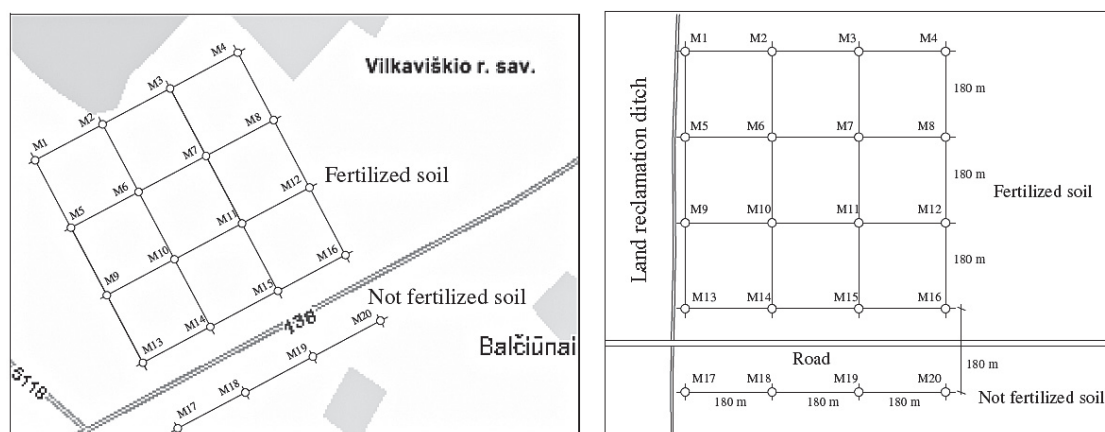 M4
Vilkaviškio r. sav.
M3
M2
M8
M1
M7
M12
Fertilized soil
M6
M5
M11
M16
M10
M15
Not fertilized soil
M9
M14
M20
138
M13
M19
Balčiūnai
5118
M18
M17
Land reclamation ditch
M1 M2 M3 M4
180 m
M5 M6 M7 M8
180 m
Fertilized soil
M9 M10 M11 M12
180 m
M13 M14 M15 M16
Road
180 m
M17 M18 M19 M20
180 m 180 m 180 m
Not fertilized soil